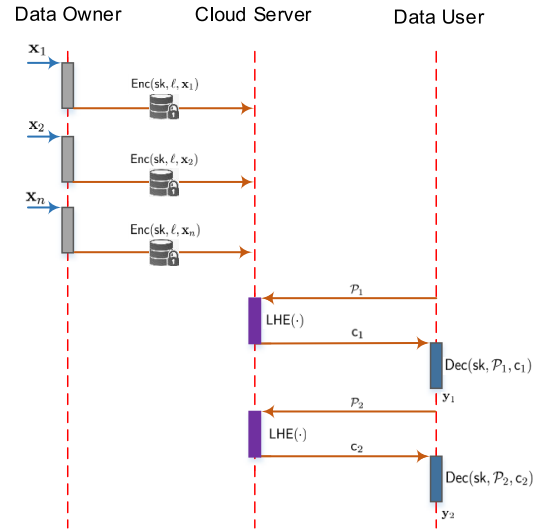 Data Owner Cloud Server Data User
x₁
Enc(sk, ℓ, x₁)
x₂
Enc(sk, ℓ, x₂)
xₙ
Enc(sk, ℓ, xₙ)
𝒫₁
LHE(·)
c₁
Dec(sk, 𝒫₁, c₁)
y₁
𝒫₂
LHE(·)
c₂
Dec(sk, 𝒫₂, c₂)
y₂